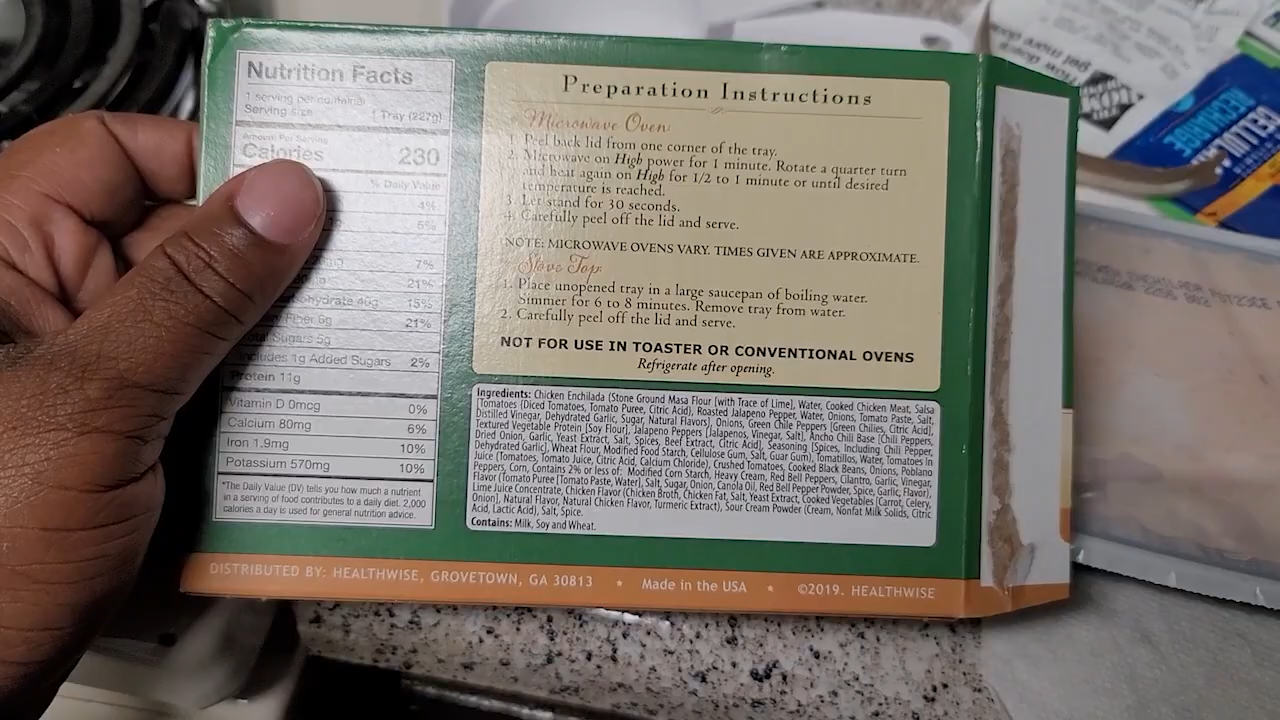 Nutrition Facts
1 serving per container
Serving size 1 Tray (227g)
Amount Per Serving
Calories 230
% Daily Value
4%
5%
7%
21%
ohydrate 40g 15%
Fiber 6g 21%
Sugars 5g
Includes 1g Added Sugars 2%
Protein 11g
Vitamin D 0mcg 0%
Calcium 80mg 6%
Iron 1.9mg 10%
Potassium 570mg 10%
*The Daily Value (DV) tells you how much a nutrient
in a serving of food contributes to a daily diet. 2,000
calories a day is used for general nutrition advice.
Preparation Instructions
Microwave Oven:
1. Peel back lid from one corner of the tray.
2. Microwave on High power for 1 minute. Rotate a quarter turn
and heat again on High for 1/2 to 1 minute or until desired
temperature is reached.
3. Let stand for 30 seconds.
4. Carefully peel off the lid and serve.
NOTE: MICROWAVE OVENS VARY. TIMES GIVEN ARE APPROXIMATE.
Stove Top:
1. Place unopened tray in a large saucepan of boiling water.
Simmer for 6 to 8 minutes. Remove tray from water.
2. Carefully peel off the lid and serve.
NOT FOR USE IN TOASTER OR CONVENTIONAL OVENS
Refrigerate after opening.
Ingredients: Chicken Enchilada (Stone Ground Masa Flour [with Trace of Lime], Water, Cooked Chicken Meat, Salsa
[Tomatoes (Diced Tomatoes, Tomato Puree, Citric Acid), Roasted Jalapeno Pepper, Water, Onions, Tomato Paste, Salt,
Distilled Vinegar, Dehydrated Garlic, Sugar, Natural Flavors], Onions, Green Chile Peppers [Green Chilies, Citric Acid],
Textured Vegetable Protein [Soy Flour], Jalapeno Peppers [Jalapenos, Vinegar, Salt], Ancho Chili Base [Chili Peppers,
Dried Onion, Garlic, Yeast Extract, Salt, Spices, Beef Extract, Citric Acid], Seasoning [Spices, Including Chili Pepper,
Dehydrated Garlic], Wheat Flour, Modified Food Starch, Cellulose Gum, Salt, Guar Gum), Tomatillos, Water, Tomatoes In
Juice (Tomatoes, Tomato Juice, Citric Acid, Calcium Chloride), Crushed Tomatoes, Cooked Black Beans, Onions, Poblano
Peppers, Corn, Contains 2% or less of: Modified Corn Starch, Heavy Cream, Red Bell Peppers, Cilantro, Garlic, Vinegar,
Flavor (Tomato Puree [Tomato Paste, Water], Salt, Sugar, Onion, Canola Oil, Red Bell Pepper Powder, Spice, Garlic, Flavor),
Lime Juice Concentrate, Chicken Flavor (Chicken Broth, Chicken Fat, Salt, Yeast Extract, Cooked Vegetables [Carrot, Celery,
Onion], Natural Flavor, Natural Chicken Flavor, Turmeric Extract), Sour Cream Powder (Cream, Nonfat Milk Solids, Citric
Acid, Lactic Acid), Salt, Spice.
Contains: Milk, Soy and Wheat.
DISTRIBUTED BY: HEALTHWISE, GROVETOWN, GA 30813 * Made in the USA * ©2019. HEALTHWISE
CELLULAR
RECHARGE